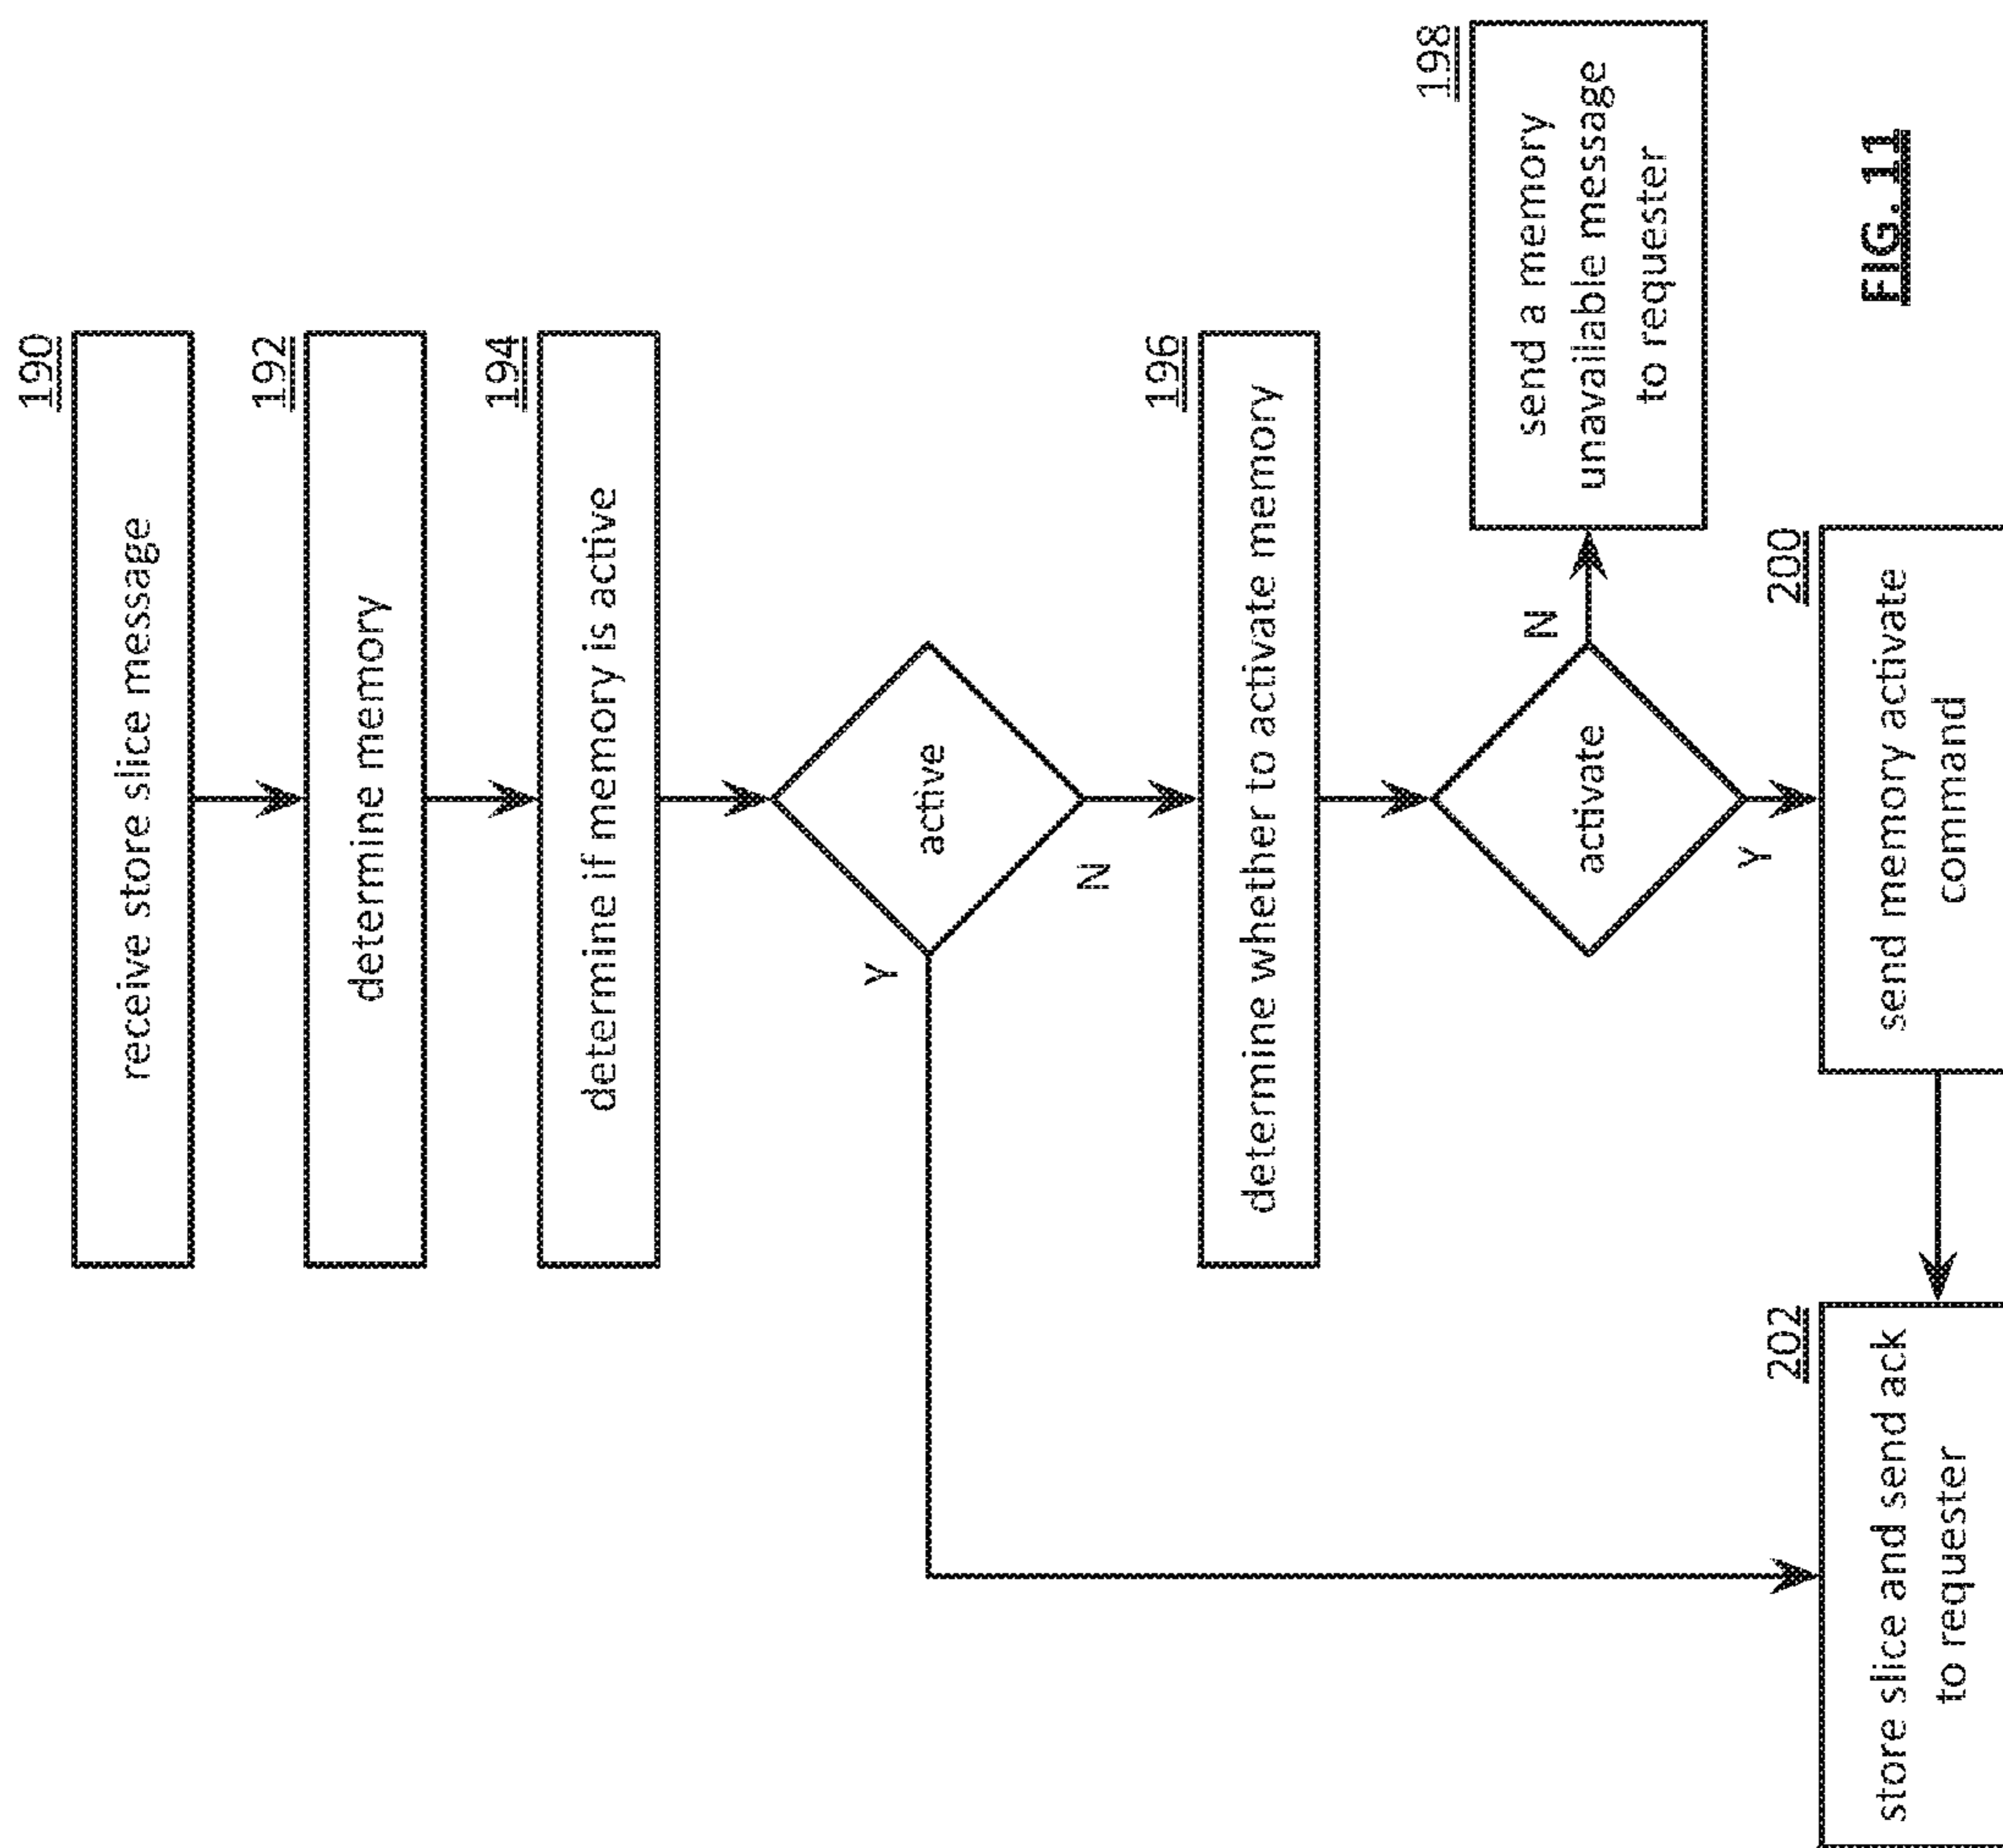 190
receive store slice message
192
determine memory
194
determine if memory is active
active
Y
N
196
determine whether to activate memory
activate
N
198
send a memory
unavailable message
to requester
Y
200
send memory activate
command
202
store slice and send ack
to requester
FIG. 11